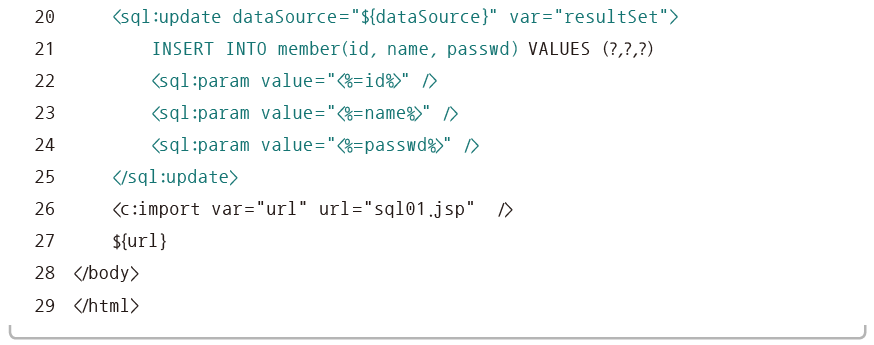 20 <sql:update dataSource="${dataSource}" var="resultSet">
21 INSERT INTO member(id, name, passwd) VALUES (?,?,?)
22 <sql:param value="<%=id%>" />
23 <sql:param value="<%=name%>" />
24 <sql:param value="<%=passwd%>" />
25 </sql:update>
26 <c:import var="url" url="sql01.jsp"  />
27 ${url}
28 </body>
29 </html>